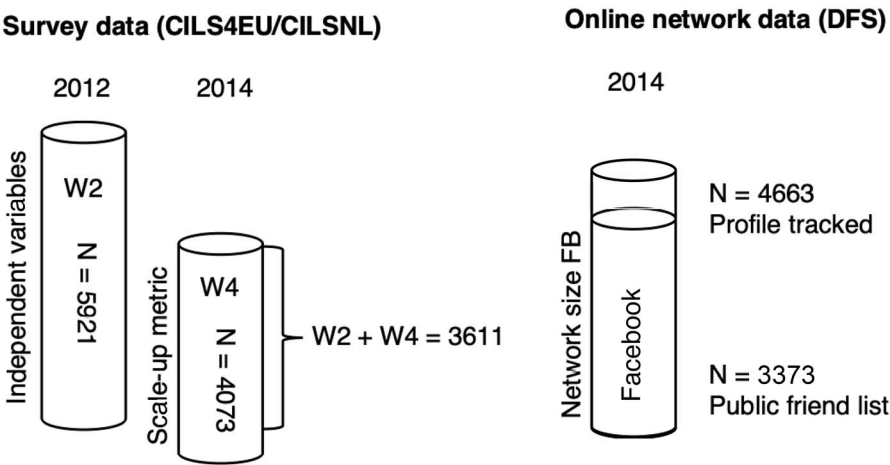 Survey data (CILS4EU/CILSNL)
2012
2014
Independent variables
W2
N = 5921
Scale-up metric
W4
N = 4073
W2 + W4 = 3611
Online network data (DFS)
2014
Network size FB
Facebook
N = 4663
Profile tracked
N = 3373
Public friend list